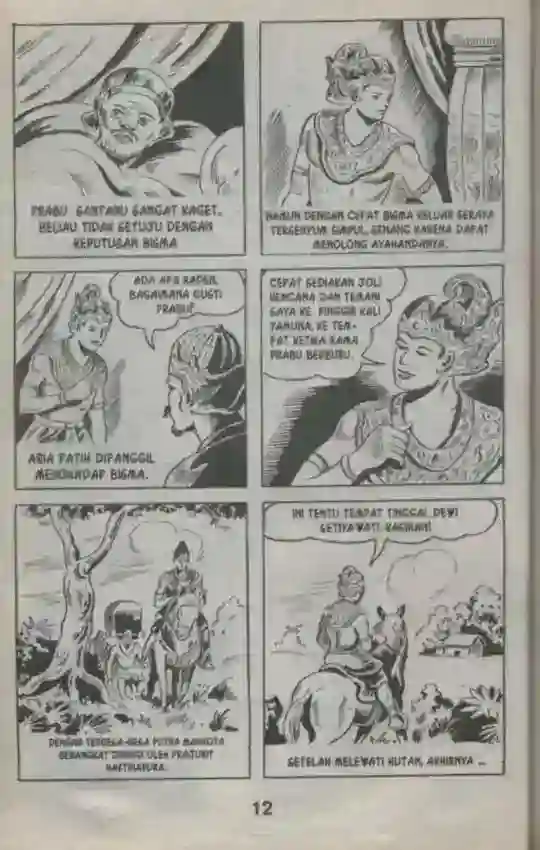 PRABU SANTANU SANGAT KAGET.
BELIAU TIDAK SETUJU DENGAN
KEPUTUSAN BISMA
NAMUN DENGAN CEPAT BISMA KELUAR SERAYA
TERSENYUM SIMPUL, SENANG KARENA DAPAT
MENOLONG AYAHANDANYA.
ADA APA RADEN,
BAGAIMANA GUSTI
PRABU?
ARIA PATIH DIPANGGIL
MENGHADAP BISMA.
CEPAT SEDIAKAN JOLI
KENCANA DAN TEMANI
SAYA KE PINGGIR KALI
YAMUNA, KE TEM-
PAT KETIKA RAMA
PRABU BERBURU.
DENGAN TERGESA-GESA PUTRA MAHKOTA
BERANGKAT DIIRINGI OLEH PRAJURIT
HASTINAPURA.
INI TENTU TEMPAT TINGGAL DEWI
SETIYAWATI
SETELAH MELEWATI HUTAN, AKHIRNYA ...
12